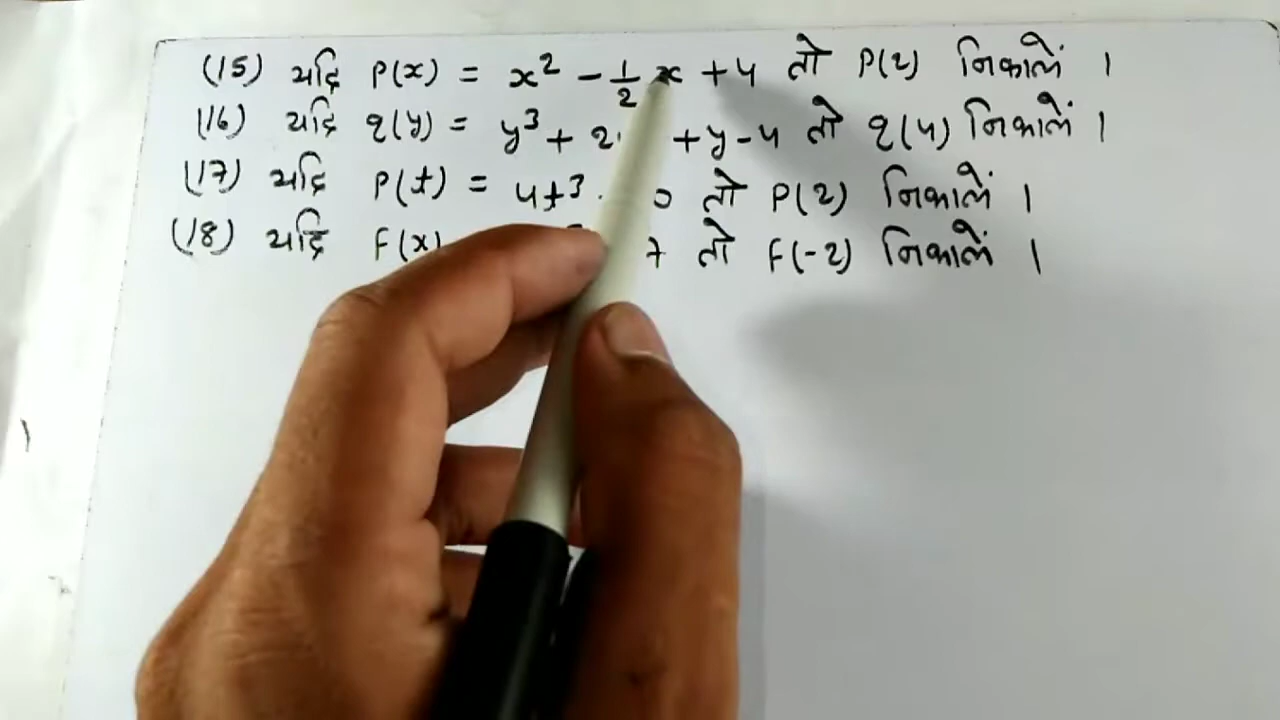 (15) यदि P(x) = x² - 1/2 x + 4 तो P(2) निकालें ।
(16) यदि q(y) = y³ + 2 + y - 4 तो q(4) निकालें ।
(17) यदि P(t) = 4t³ 0 तो P(2) निकालें ।
(18) यदि F(x) 7 तो F(-2) निकालें ।